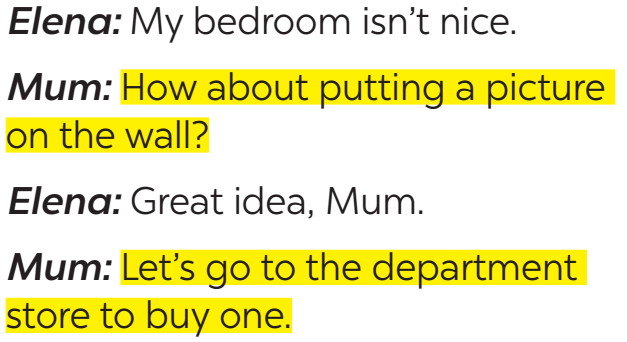 Elena: My bedroom isn’t nice.
Mum: How about putting a picture
on the wall?
Elena: Great idea, Mum.
Mum: Let’s go to the department
store to buy one.